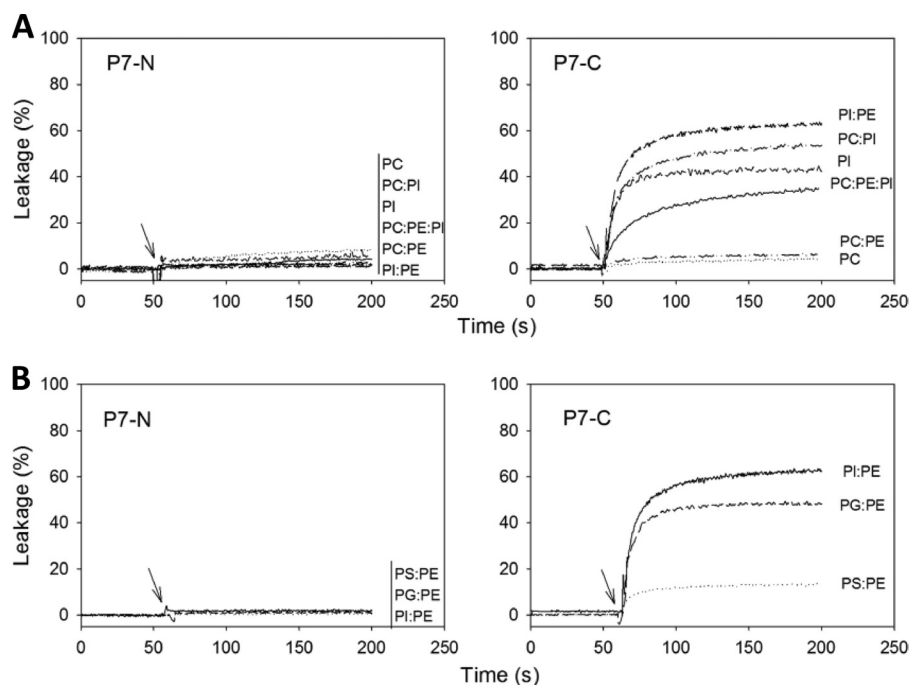 A
P7-N
P7-C
Leakage (%)
100
80
60
40
20
0
PC
PC:PI
PI
PC:PE:PI
PC:PE
PI:PE
0
50
100
150
200
250
100
80
60
40
20
0
PI:PE
PC:PI
PI
PC:PE:PI
PC:PE
PC
0
50
100
150
200
250
Time (s)
B
P7-N
P7-C
Leakage (%)
100
80
60
40
20
0
PS:PE
PG:PE
PI:PE
0
50
100
150
200
250
100
80
60
40
20
0
PI:PE
PG:PE
PS:PE
0
50
100
150
200
250
Time (s)